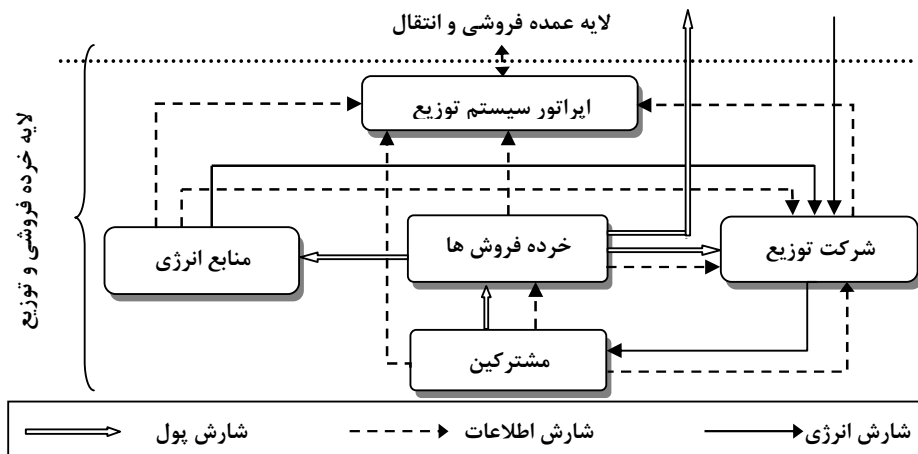 لایه عمده فروشی و انتقال
اپراتور سیستم توزیع
لایه خرده فروشی و توزیع
شرکت توزیع
خرده فروش ها
منابع انرژی
مشترکین
شارش انرژی
شارش اطلاعات
شارش پول